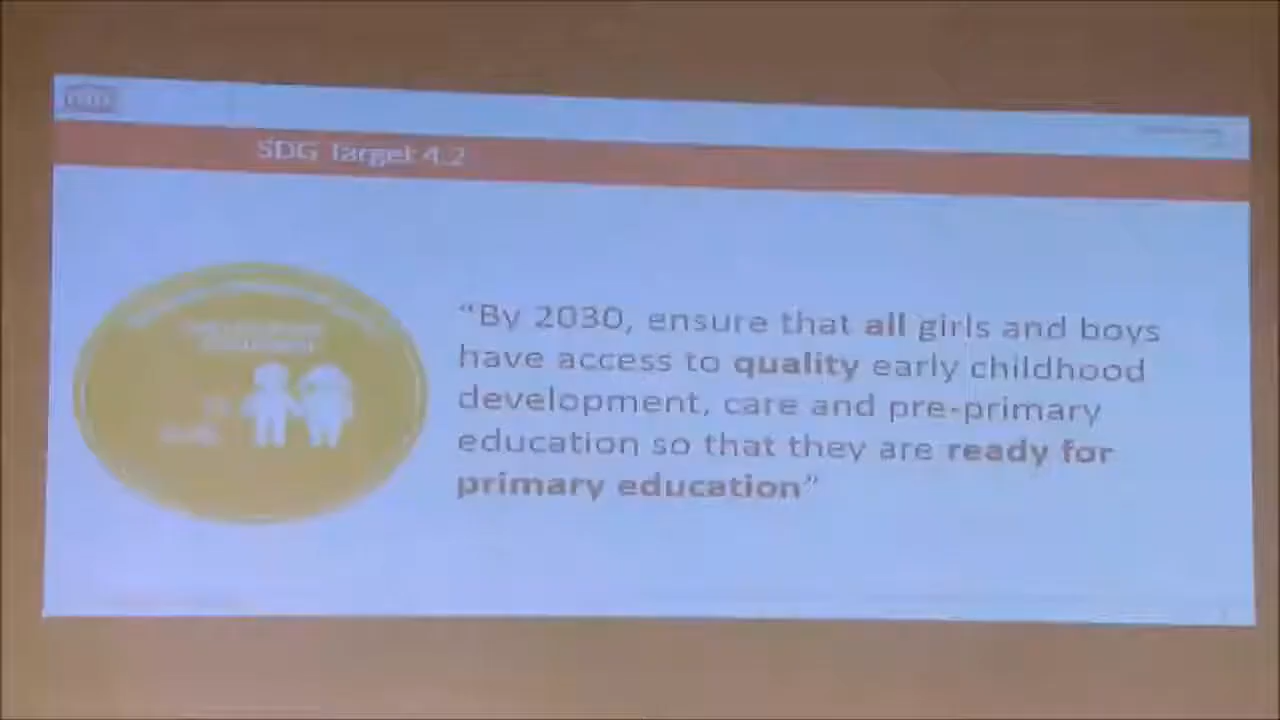 SDG Target 4.2
“By 2030, ensure that all girls and boys
have access to quality early childhood
development, care and pre-primary
education so that they are ready for
primary education”